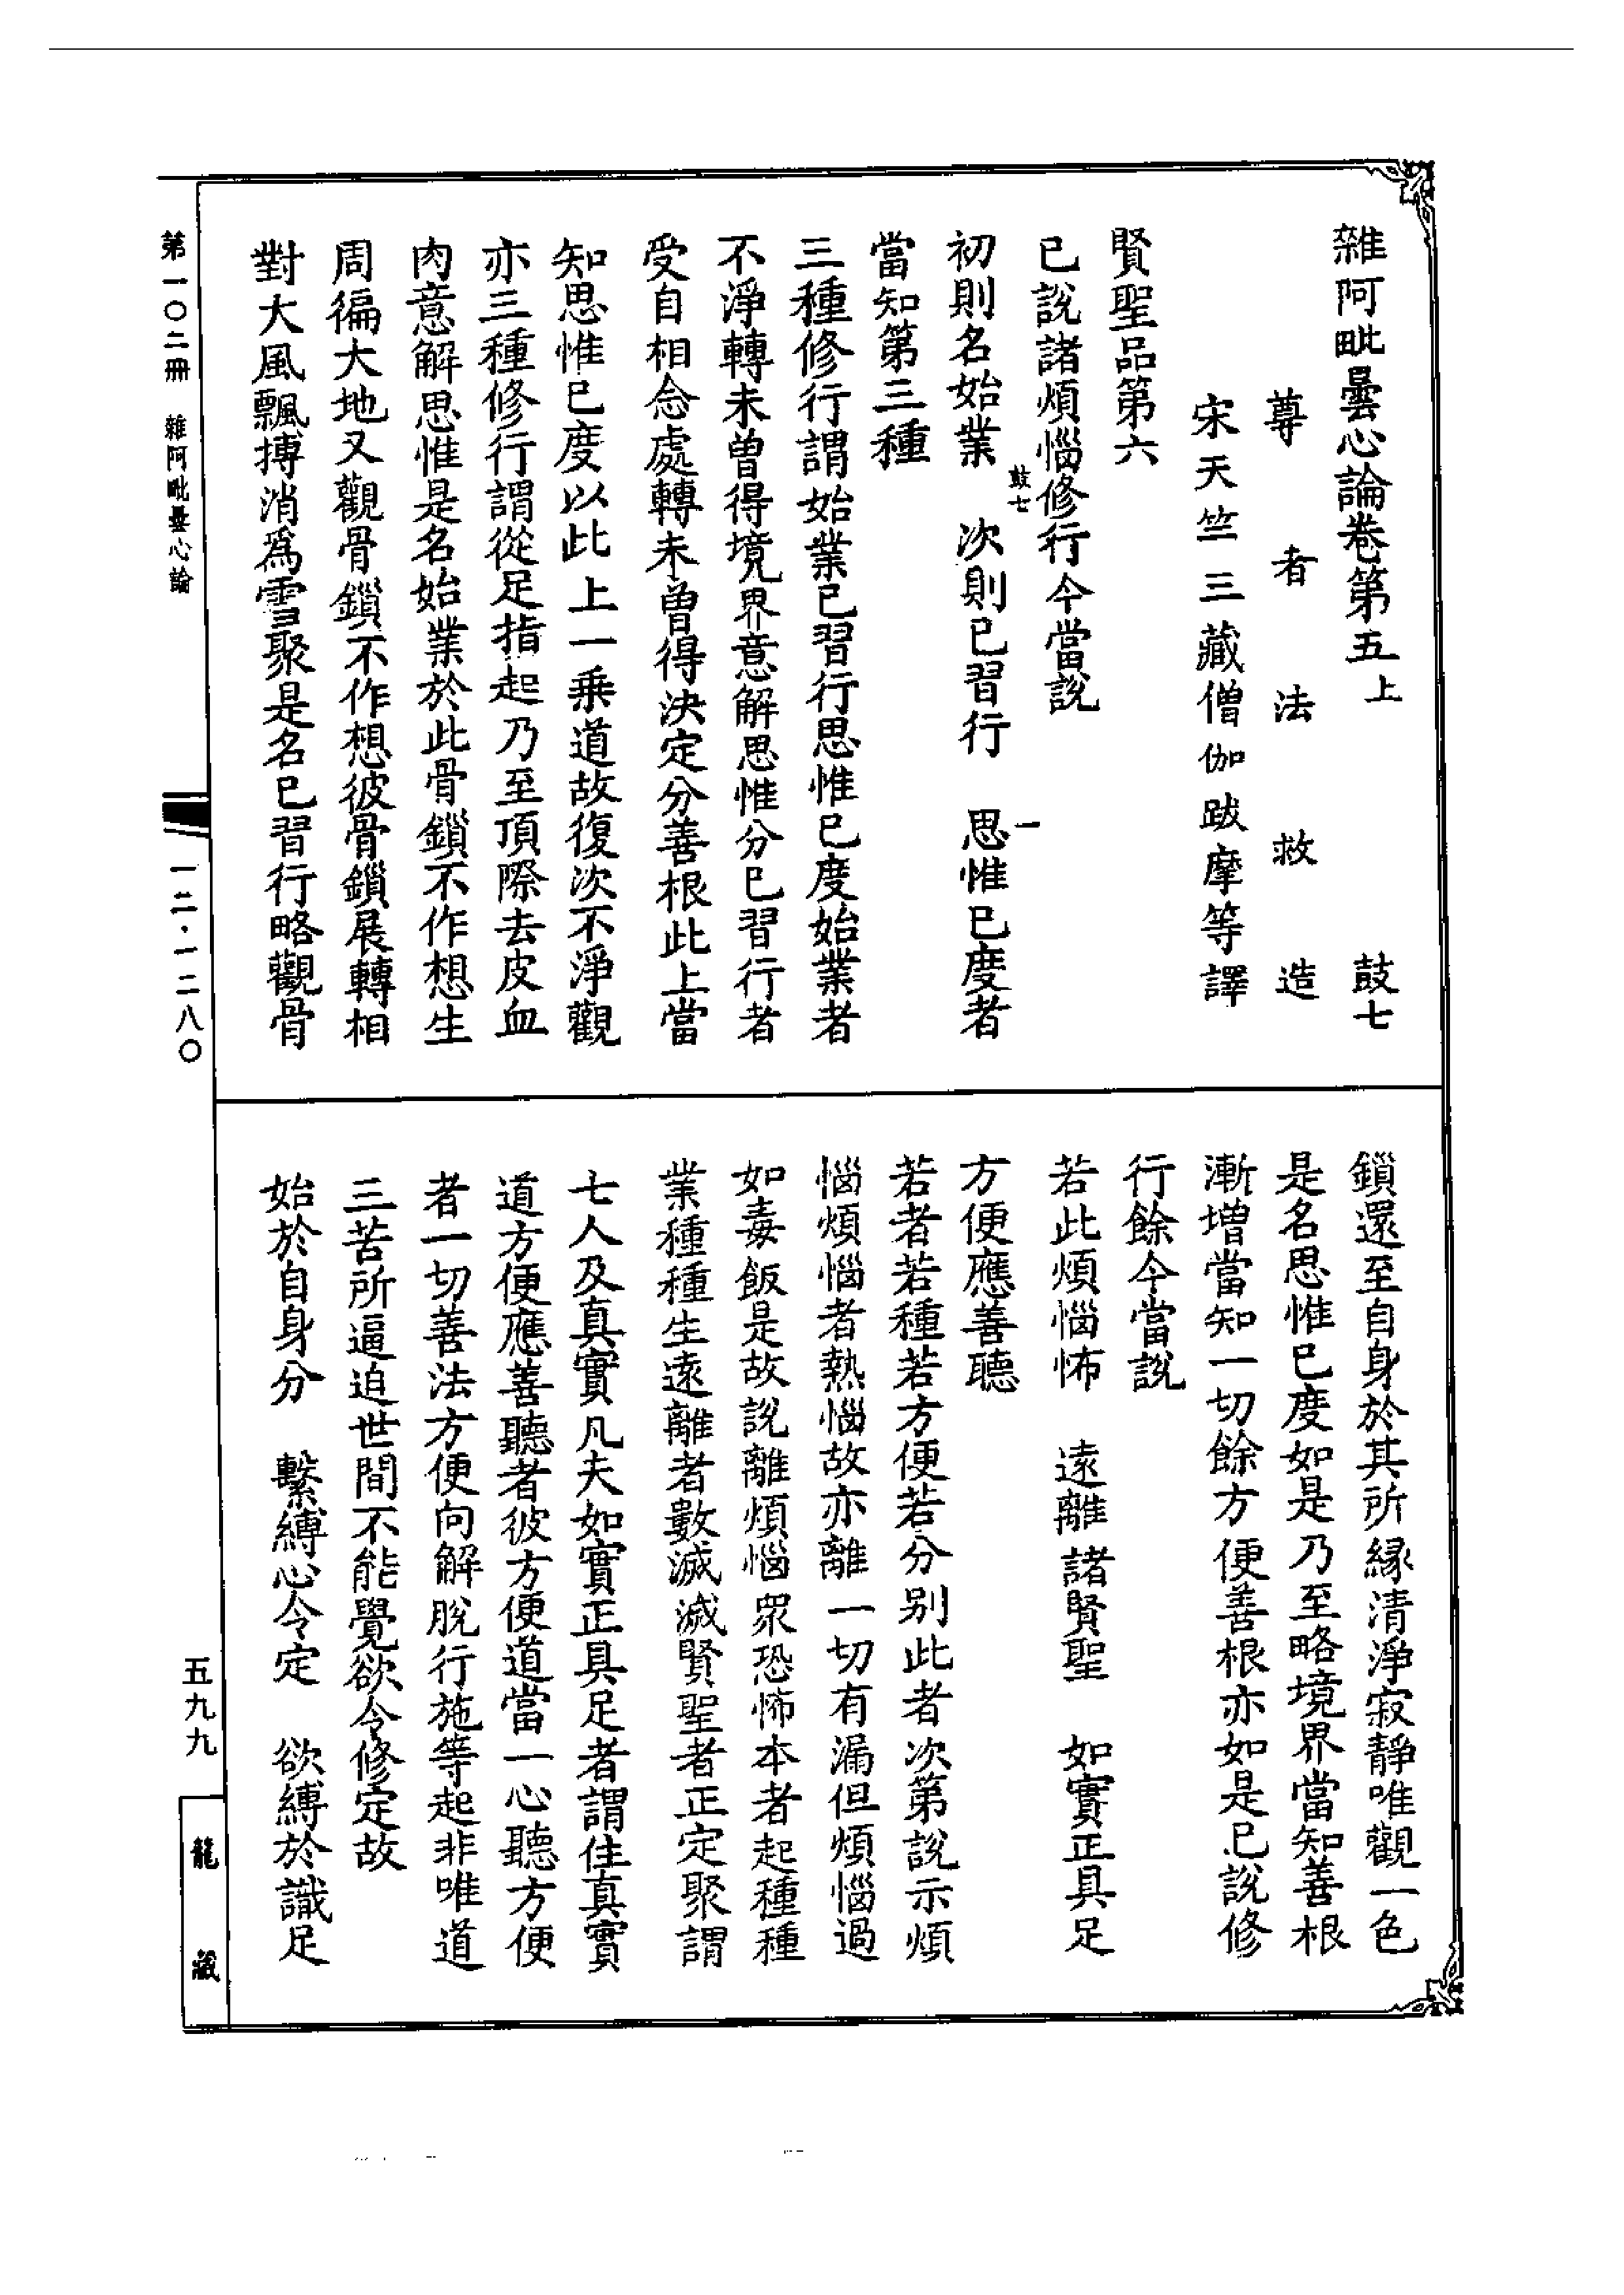 雜阿毗曇心論卷第五上　鼓七
尊者法救造
宋天竺三藏僧伽跋摩等譯
賢聖品第六
已說諸煩惱修行今當說
鼓七　一
初則名始業　次則已習行　思惟已度者
當知第三種
三種修行謂始業已習行思惟已度始業者
不淨轉未曾得境界意解思惟分已習行者
受自相念處轉未曾得決定分善根此上當
知思惟已度以此上一乘道故復次不淨觀
亦三種修行謂從足指起乃至頂際去皮血
肉意解思惟是名始業於此骨鎖不作想生
周徧大地又觀骨鎖不作想彼骨鎖展轉相
對大風飄摶消為雪聚是名已習行略觀骨
鎖還至自身於其所緣清淨寂靜唯觀一色
是名思惟已度如是乃至略境界當知善根
漸增當知一切餘方便善根亦如是已說修
行餘今當說
若此煩惱怖　遠離諸賢聖　如實正具足
方便應善聽
若者若種若方便若分別此者次第說示煩
惱煩惱者熱惱故亦離一切有漏但煩惱過
如毒飯是故說離煩惱眾恐怖本者起種種
業種種生遠離者數滅滅賢聖者正定聚謂
七人及真實凡夫如實正具足者謂住真實
道方便應善聽者彼方便道當一心聽方便
者一切善法方便向解脫行施等起非唯道
三苦所逼迫世間不能覺欲令修定故
始於自身分　繫縛心令定　欲縛於識足
第一〇二冊　雜阿毗曇心論
一二·一二八〇
五九九
龍藏